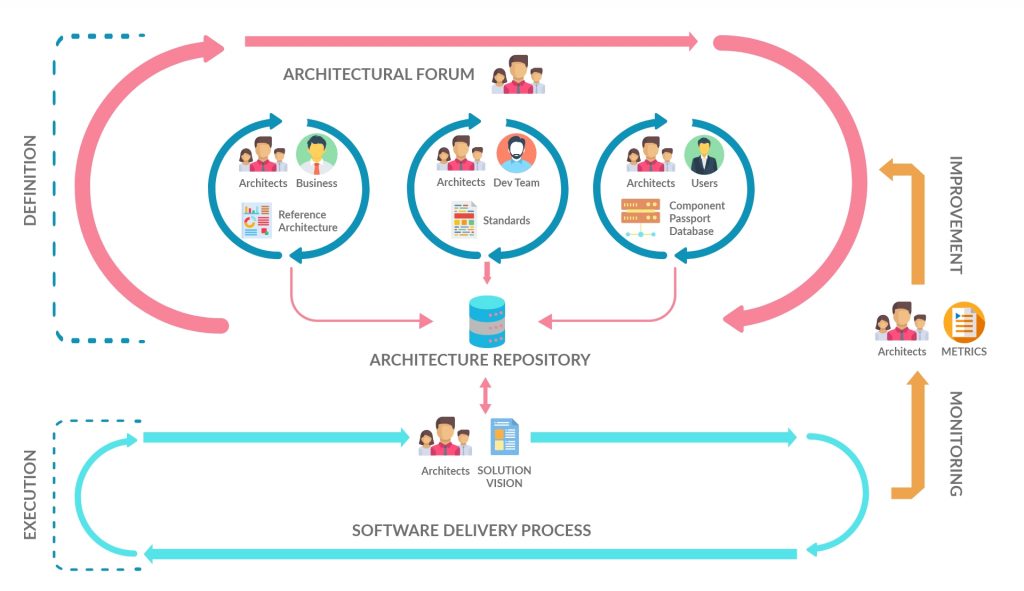 DEFINITION
ARCHITECTURAL FORUM
Architects Business
Reference
Architecture
Architects Dev Team
Standards
Architects Users
Component
Passport
Database
ARCHITECTURE REPOSITORY
IMPROVEMENT
Architects METRICS
MONITORING
EXECUTION
Architects SOLUTION
VISION
SOFTWARE DELIVERY PROCESS